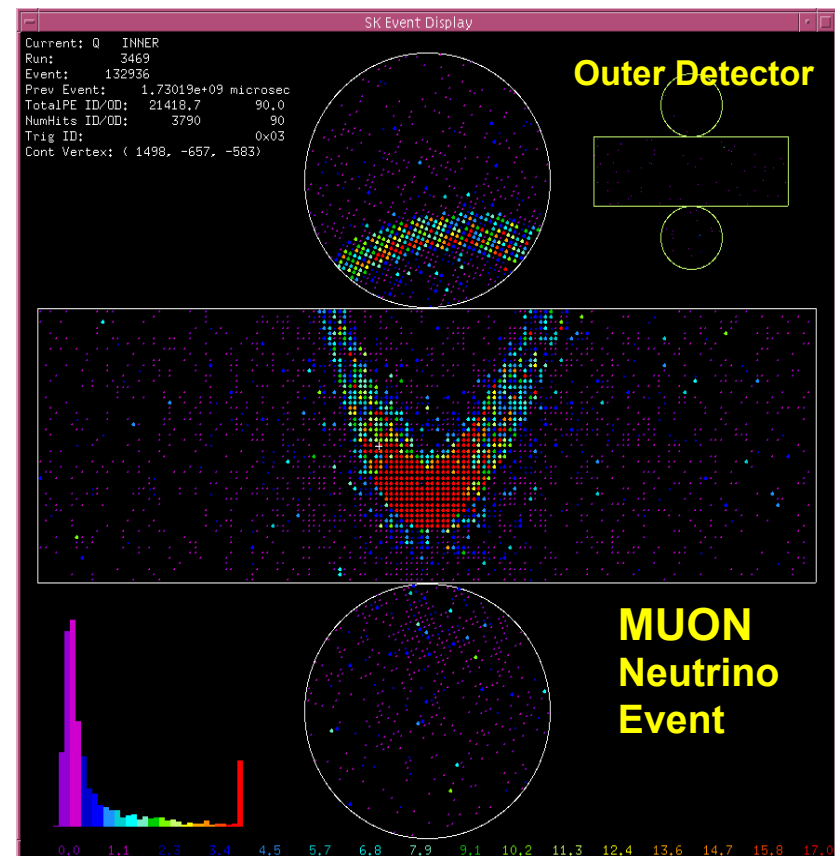 SK Event Display
Current: Q INNER
Run: 3469
Event: 132936
Prev Event: 1.73019e+09 microsec
TotalPE ID/OD: 21418.7 90.0
NumHits ID/OD: 3790 90
Trig ID: 0x03
Cont Vertex: ( 1498, -657, -583)
Outer Detector
MUON
Neutrino
Event
0.0 1.1 2.3 3.4 4.5 5.7 6.8 7.9 9.1 10.2 11.3 12.4 13.6 14.7 15.8 17.0